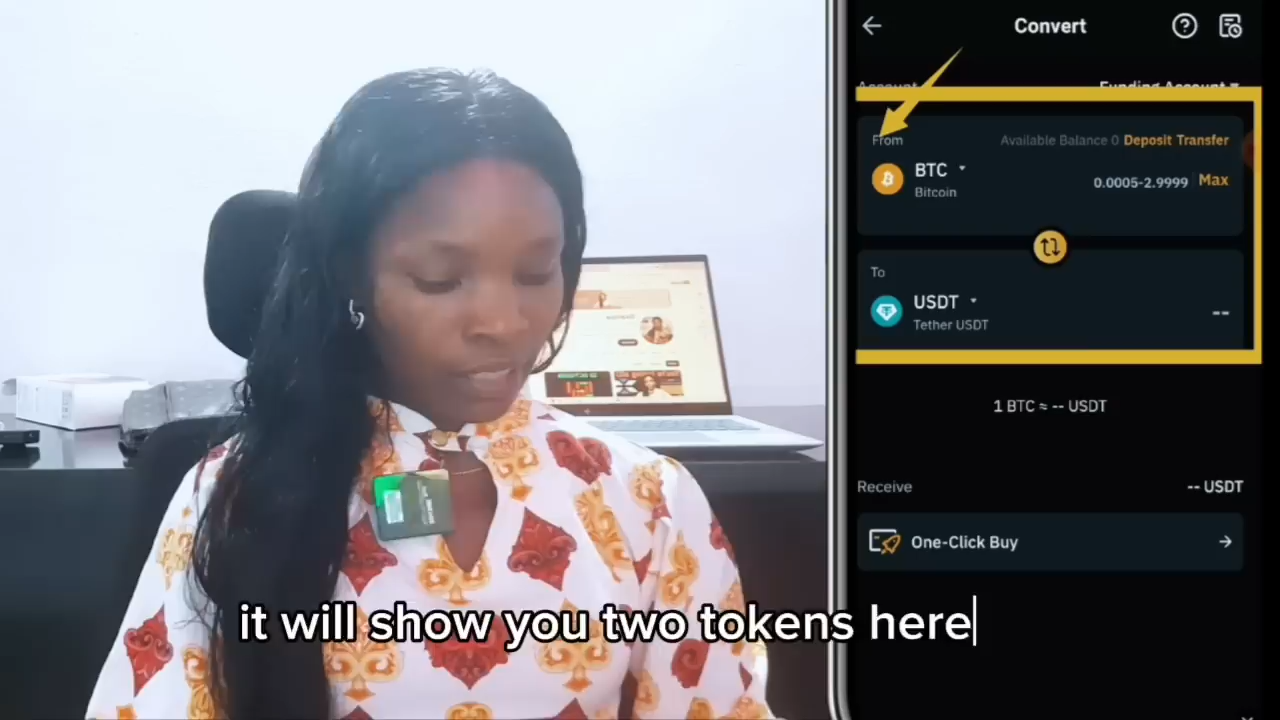 Convert
Account
Funding Account
From
Available Balance 0 Deposit Transfer
BTC
0.0005-2.9999 Max
Bitcoin
To
USDT
--
Tether USDT
1 BTC ≈ -- USDT
Receive
-- USDT
One-Click Buy
it will show you two tokens here